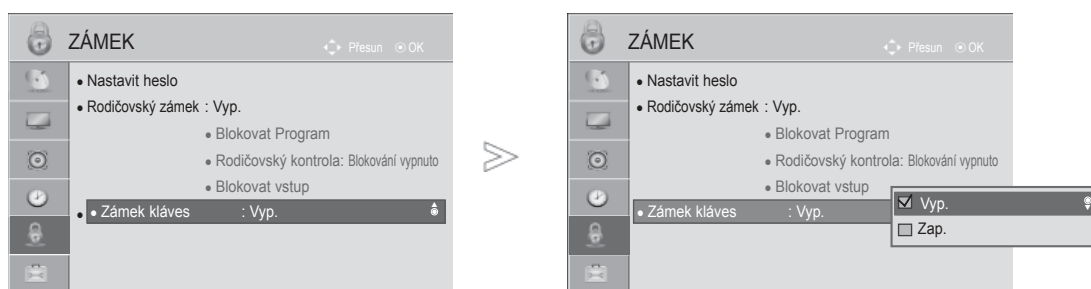 ZÁMEK
Přesun OK
• Nastavit heslo
• Rodičovský zámek : Vyp.
• Blokovat Program
• Rodičovský kontrola: Blokování vypnuto
• Blokovat vstup
• • Zámek kláves : Vyp.
ZÁMEK
Přesun OK
• Nastavit heslo
• Rodičovský zámek : Vyp.
• Blokovat Program
• Rodičovský kontrola: Blokování vypnuto
• Blokovat vstup
• Zámek kláves : Vyp.
Vyp.
Zap.